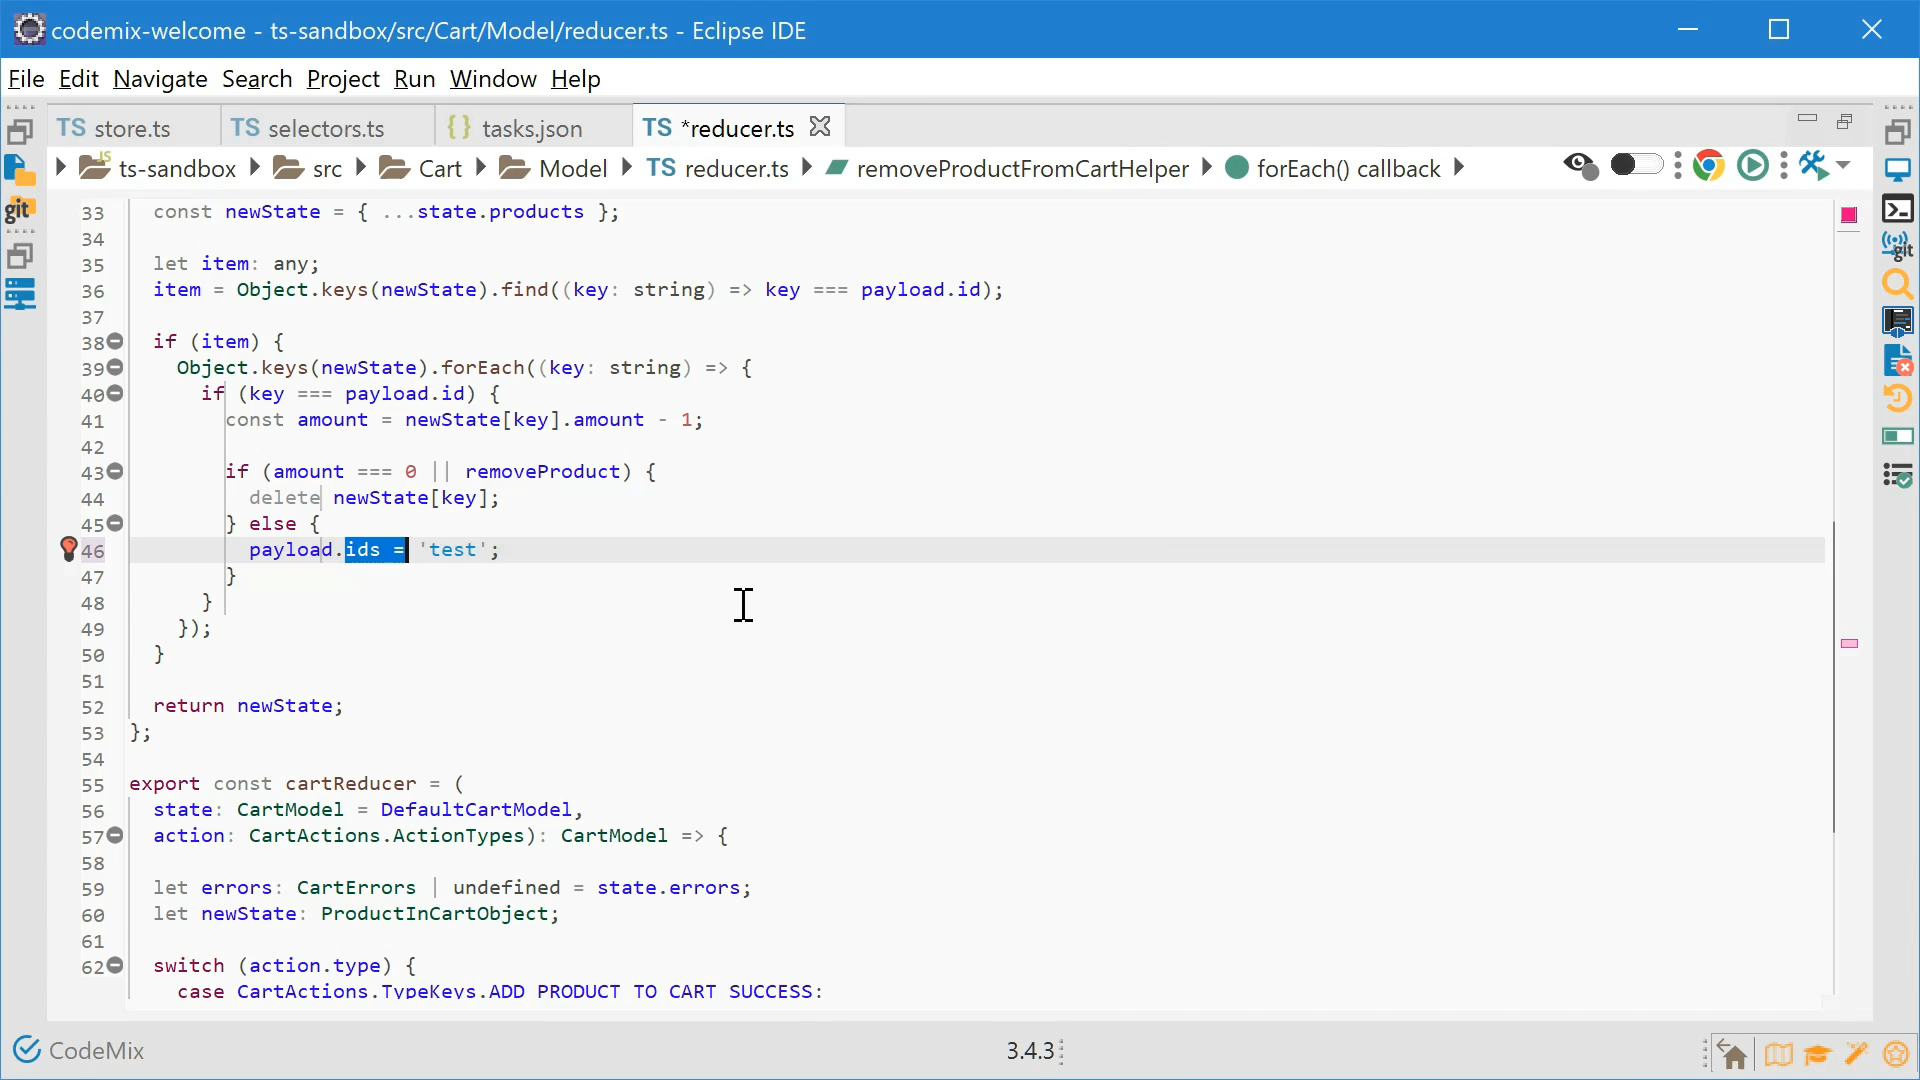 codemix-welcome - ts-sandbox/src/Cart/Model/reducer.ts - Eclipse IDE
File Edit Navigate Search Project Run Window Help
TS store.ts TS selectors.ts {} tasks.json TS *reducer.ts
JS ts-sandbox src Cart Model TS reducer.ts removeProductFromCartHelper forEach() callback
git
git
33 const newState = { ...state.products };
34
35 let item: any;
36 item = Object.keys(newState).find((key: string) => key === payload.id);
37
38 if (item) {
39 Object.keys(newState).forEach((key: string) => {
40 if (key === payload.id) {
41 const amount = newState[key].amount - 1;
42
43 if (amount === 0 || removeProduct) {
44 delete newState[key];
45 } else {
46 payload.ids = 'test';
47 }
48 }
49 });
50 }
51
52 return newState;
53 };
54
55 export const cartReducer = (
56 state: CartModel = DefaultCartModel,
57 action: CartActions.ActionTypes): CartModel => {
58
59 let errors: CartErrors | undefined = state.errors;
60 let newState: ProductInCartObject;
61
62 switch (action.type) {
case CartActions.TypeKeys.ADD_PRODUCT_TO_CART_SUCCESS:
CodeMix 3.4.3